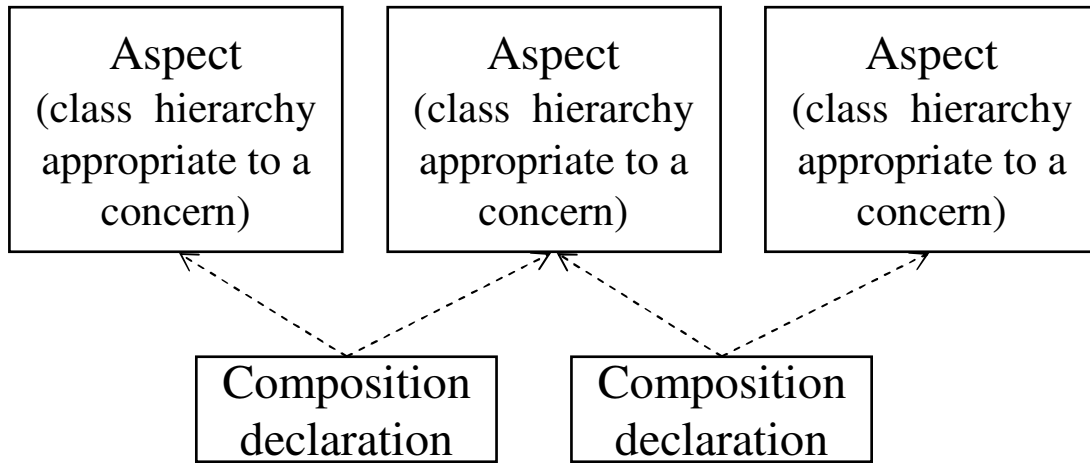 Aspect
(class hierarchy
appropriate to a
concern)
Aspect
(class hierarchy
appropriate to a
concern)
Aspect
(class hierarchy
appropriate to a
concern)
Composition
declaration
Composition
declaration